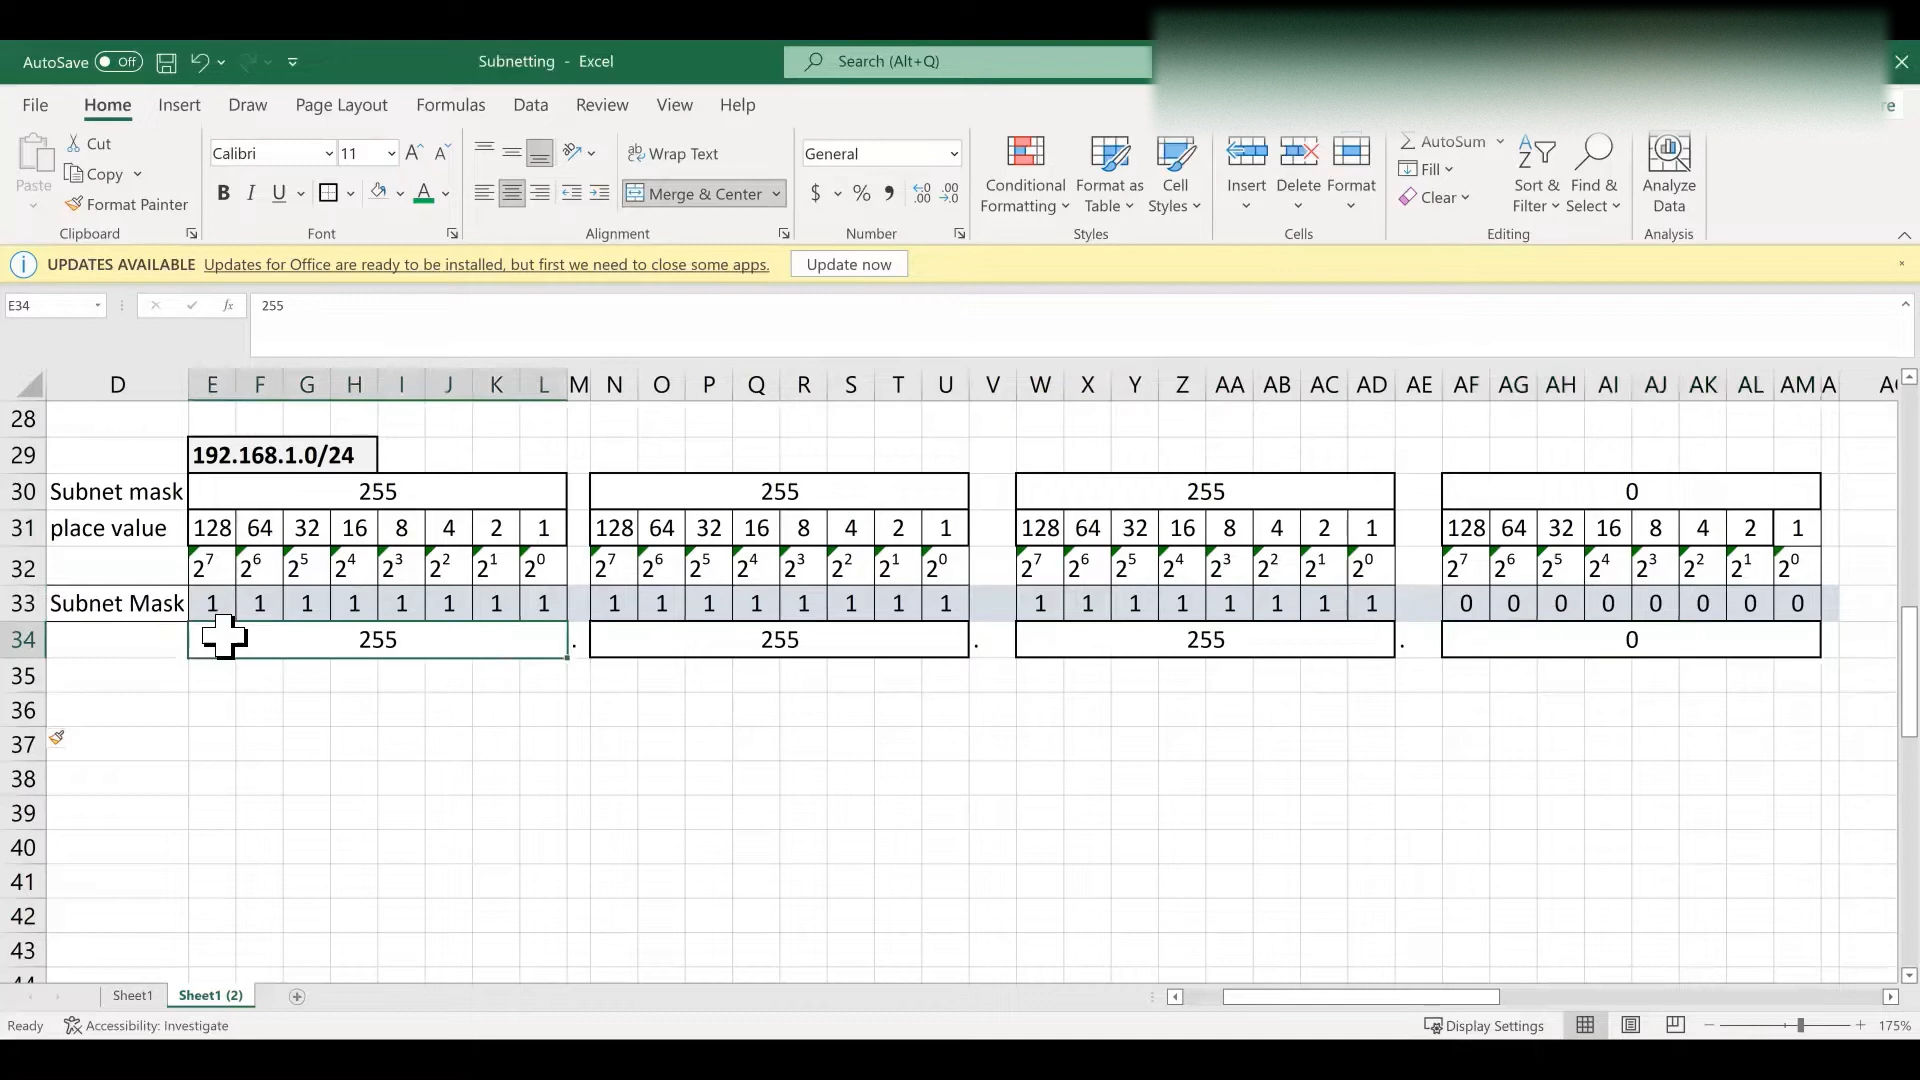 AutoSave Off Subnetting - Excel Search (Alt+Q)
File Home Insert Draw Page Layout Formulas Data Review View Help
Paste Cut Copy Format Painter Clipboard
Calibri 11 A A B I U A Font
ab Wrap Text Merge & Center Alignment
General $ % , .00 Number
Conditional Formatting Format as Table Cell Styles Styles
Insert Delete Format Cells
AutoSum Fill Clear Sort & Filter Find & Select Editing
Analyze Data Analysis
UPDATES AVAILABLE Updates for Office are ready to be installed, but first we need to close some apps. Update now
E34 fx 255
D E F G H I J K L M N O P Q R S T U V W X Y Z AA AB AC AD AE AF AG AH AI AJ AK AL AM A
28
29 192.168.1.0/24
30 Subnet mask 255 255 255 0
31 place value 128 64 32 16 8 4 2 1 128 64 32 16 8 4 2 1 128 64 32 16 8 4 2 1 128 64 32 16 8 4 2 1
32 2⁷ 2⁶ 2⁵ 2⁴ 2³ 2² 2¹ 2⁰ 2⁷ 2⁶ 2⁵ 2⁴ 2³ 2² 2¹ 2⁰ 2⁷ 2⁶ 2⁵ 2⁴ 2³ 2² 2¹ 2⁰ 2⁷ 2⁶ 2⁵ 2⁴ 2³ 2² 2¹ 2⁰
33 Subnet Mask 1 1 1 1 1 1 1 1 1 1 1 1 1 1 1 1 1 1 1 1 1 1 1 1 0 0 0 0 0 0 0 0
34 255 . 255 . 255 . 0
35
36
37
38
39
40
41
42
43
Sheet1 Sheet1 (2)
Ready Accessibility: Investigate Display Settings 175%